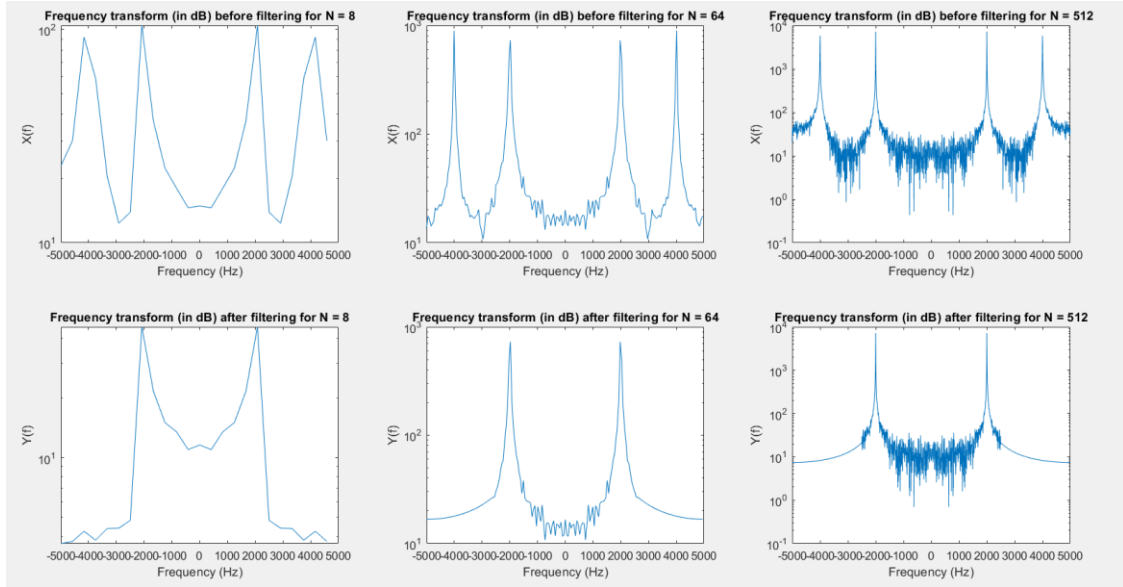 Frequency transform (in dB) before filtering for N = 8
10^2
X(f)
10^1
-5000 -4000 -3000 -2000 -1000 0 1000 2000 3000 4000 5000
Frequency (Hz)
Frequency transform (in dB) before filtering for N = 64
10^3
10^2
X(f)
10^1
-5000 -4000 -3000 -2000 -1000 0 1000 2000 3000 4000 5000
Frequency (Hz)
Frequency transform (in dB) before filtering for N = 512
10^4
10^3
10^2
X(f)
10^1
10^0
10^-1
-5000 -4000 -3000 -2000 -1000 0 1000 2000 3000 4000 5000
Frequency (Hz)
Frequency transform (in dB) after filtering for N = 8
Y(f)
10^1
-5000 -4000 -3000 -2000 -1000 0 1000 2000 3000 4000 5000
Frequency (Hz)
Frequency transform (in dB) after filtering for N = 64
10^3
10^2
Y(f)
10^1
-5000 -4000 -3000 -2000 -1000 0 1000 2000 3000 4000 5000
Frequency (Hz)
Frequency transform (in dB) after filtering for N = 512
10^4
10^3
10^2
Y(f)
10^1
10^0
10^-1
-5000 -4000 -3000 -2000 -1000 0 1000 2000 3000 4000 5000
Frequency (Hz)